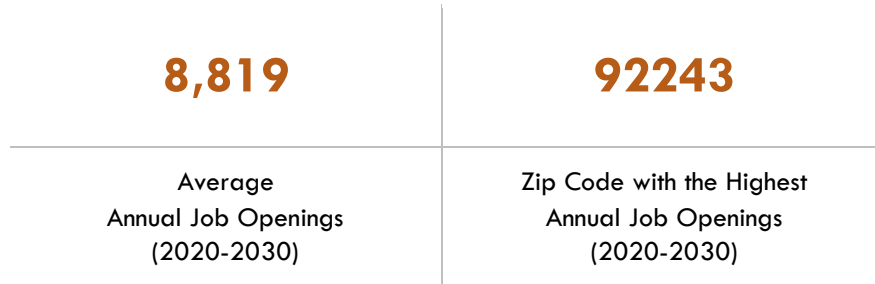 8,819
Average
Annual Job Openings
(2020-2030)
92243
Zip Code with the Highest
Annual Job Openings
(2020-2030)